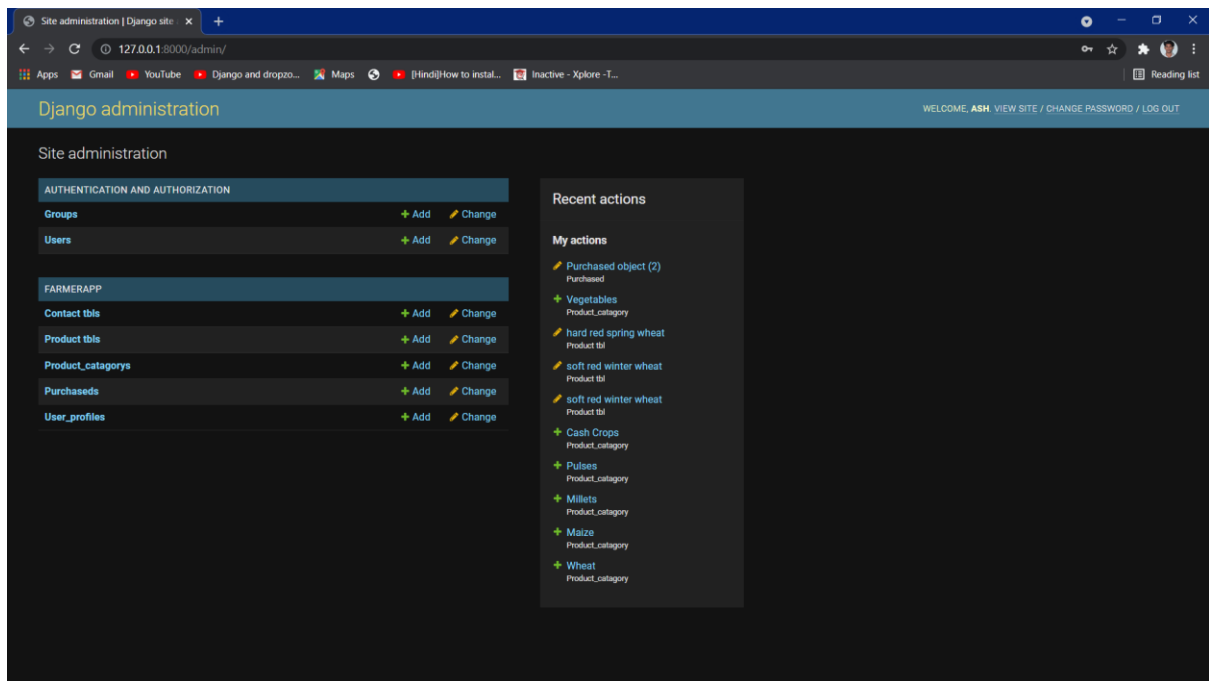 Site administration | Django site
127.0.0.1:8000/admin/
Apps Gmail YouTube Django and dropzo... Maps [Hindi]How to instal... Inactive - Xplore -T... Reading list
Django administration
WELCOME, ASH. VIEW SITE / CHANGE PASSWORD / LOG OUT
Site administration
AUTHENTICATION AND AUTHORIZATION
Groups Add Change
Users Add Change
FARMERAPP
Contact tbls Add Change
Product tbls Add Change
Product_catagorys Add Change
Purchaseds Add Change
User_profiles Add Change
Recent actions
My actions
Purchased object (2)
Purchased
Vegetables
Product_catagory
hard red spring wheat
Product tbl
soft red winter wheat
Product tbl
soft red winter wheat
Product tbl
Cash Crops
Product_catagory
Pulses
Product_catagory
Millets
Product_catagory
Maize
Product_catagory
Wheat
Product_catagory